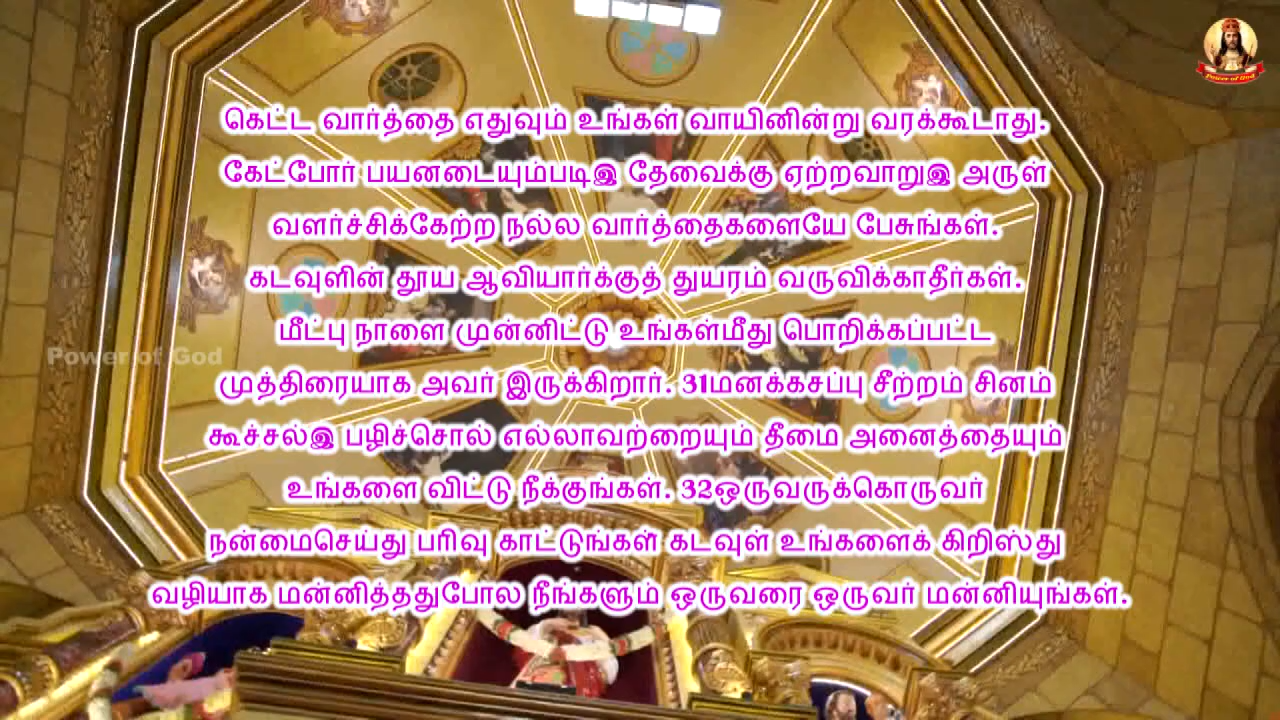 Power of God
கெட்ட வார்த்தை எதுவும் உங்கள் வாயினின்று வரக்கூடாது.
கேட்போர் பயனடையும்படிஇ தேவைக்கு ஏற்றவாறுஇ அருள்
வளர்ச்சிக்கேற்ற நல்ல வார்த்தைகளையே பேசுங்கள்.
கடவுளின் தூய ஆவியார்க்குத் துயரம் வருவிக்காதீர்கள்.
மீட்பு நாளை முன்னிட்டு உங்கள்மீது பொறிக்கப்பட்ட
Power of God
முத்திரையாக அவர் இருக்கிறார். 31மனக்கசப்பு சீற்றம் சினம்
கூச்சல்இ பழிச்சொல் எல்லாவற்றையும் தீமை அனைத்தையும்
உங்களை விட்டு நீக்குங்கள். 32ஒருவருக்கொருவர்
நன்மைசெய்து பரிவு காட்டுங்கள் கடவுள் உங்களைக் கிறிஸ்து
வழியாக மன்னித்ததுபோல நீங்களும் ஒருவரை ஒருவர் மன்னியுங்கள்.